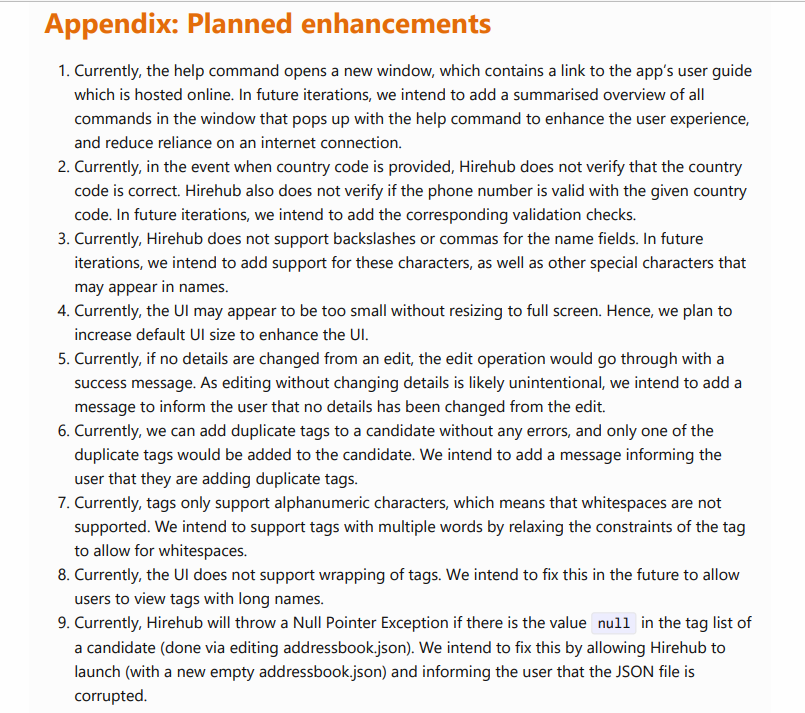 Appendix: Planned enhancements
1. Currently, the help command opens a new window, which contains a link to the app's user guide
which is hosted online. In future iterations, we intend to add a summarised overview of all
commands in the window that pops up with the help command to enhance the user experience,
and reduce reliance on an internet connection.
2. Currently, in the event when country code is provided, Hirehub does not verify that the country
code is correct. Hirehub also does not verify if the phone number is valid with the given country
code. In future iterations, we intend to add the corresponding validation checks.
3. Currently, Hirehub does not support backslashes or commas for the name fields. In future
iterations, we intend to add support for these characters, as well as other special characters that
may appear in names.
4. Currently, the UI may appear to be too small without resizing to full screen. Hence, we plan to
increase default UI size to enhance the UI.
5. Currently, if no details are changed from an edit, the edit operation would go through with a
success message. As editing without changing details is likely unintentional, we intend to add a
message to inform the user that no details has been changed from the edit.
6. Currently, we can add duplicate tags to a candidate without any errors, and only one of the
duplicate tags would be added to the candidate. We intend to add a message informing the
user that they are adding duplicate tags.
7. Currently, tags only support alphanumeric characters, which means that whitespaces are not
supported. We intend to support tags with multiple words by relaxing the constraints of the tag
to allow for whitespaces.
8. Currently, the UI does not support wrapping of tags. We intend to fix this in the future to allow
users to view tags with long names.
9. Currently, Hirehub will throw a Null Pointer Exception if there is the value null in the tag list of
a candidate (done via editing addressbook.json). We intend to fix this by allowing Hirehub to
launch (with a new empty addressbook.json) and informing the user that the JSON file is
corrupted.